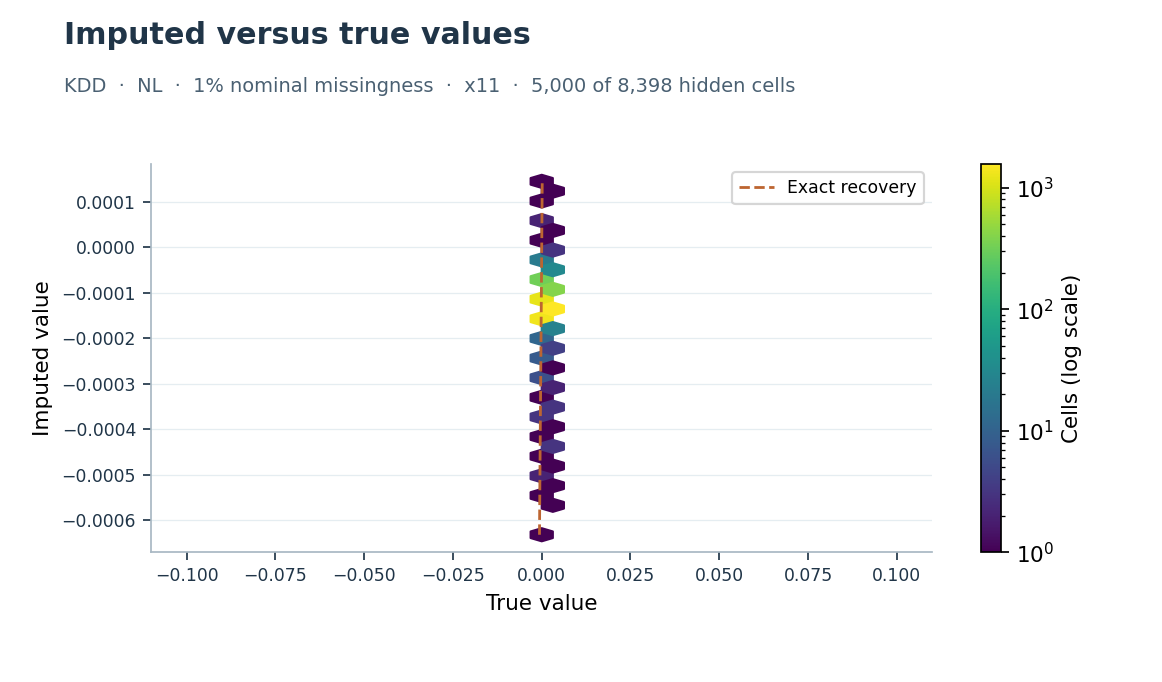 Imputed versus true values
KDD · NL · 1% nominal missingness · x11 · 5,000 of 8,398 hidden cells
Exact recovery
0.0001
0.0000
−0.0001
−0.0002
−0.0003
−0.0004
−0.0005
−0.0006
Imputed value
−0.100 −0.075 −0.050 −0.025 0.000 0.025 0.050 0.075 0.100
True value
10³
10²
10¹
10⁰
Cells (log scale)